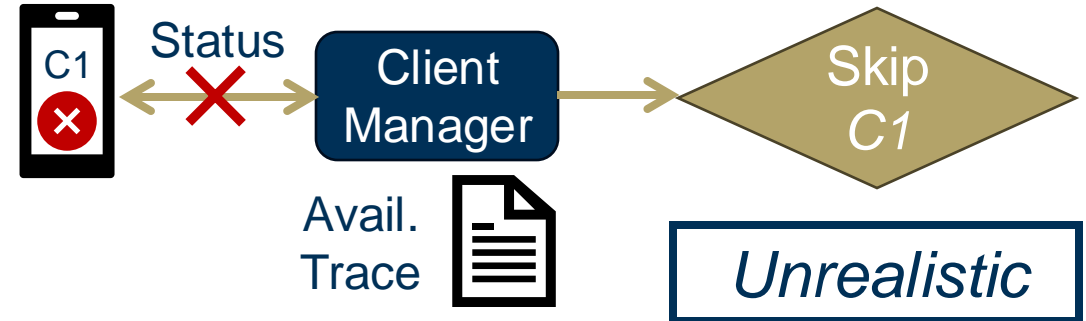 C1
Status
Client
Manager
Skip
C1
Avail.
Trace
Unrealistic